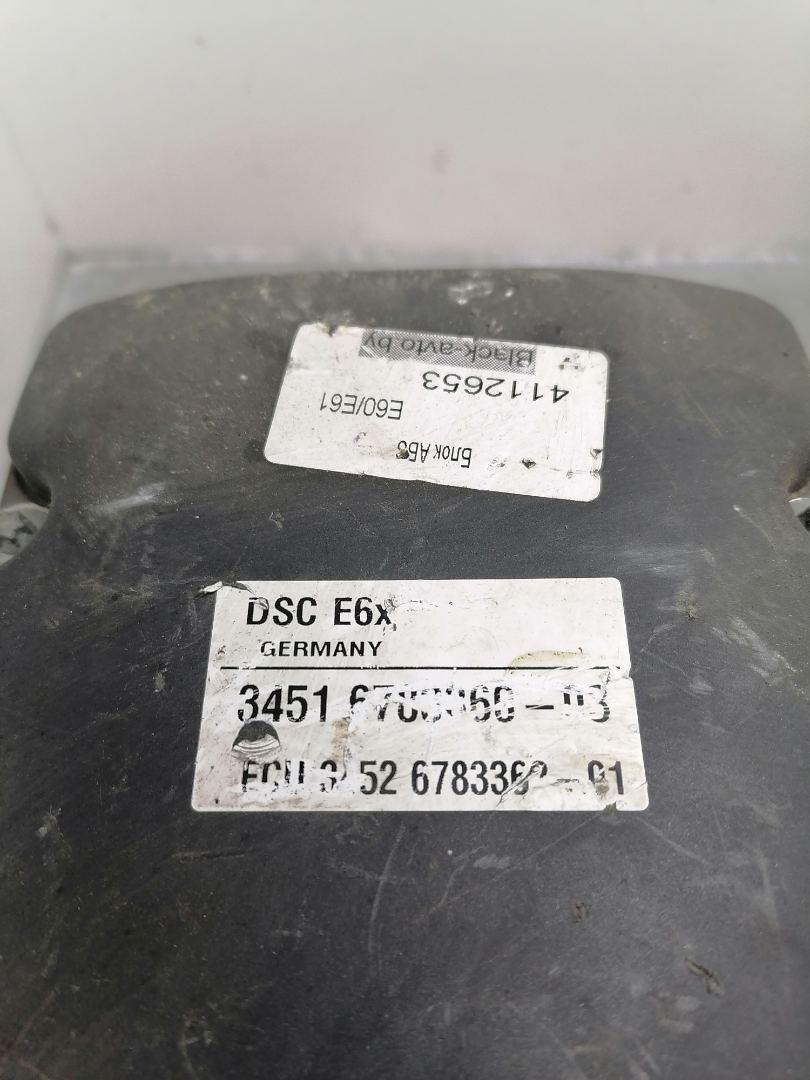 Блок АБС
E60/E61
4112653
Black-avto.by
DSC E6x
GERMANY
3451
ECU